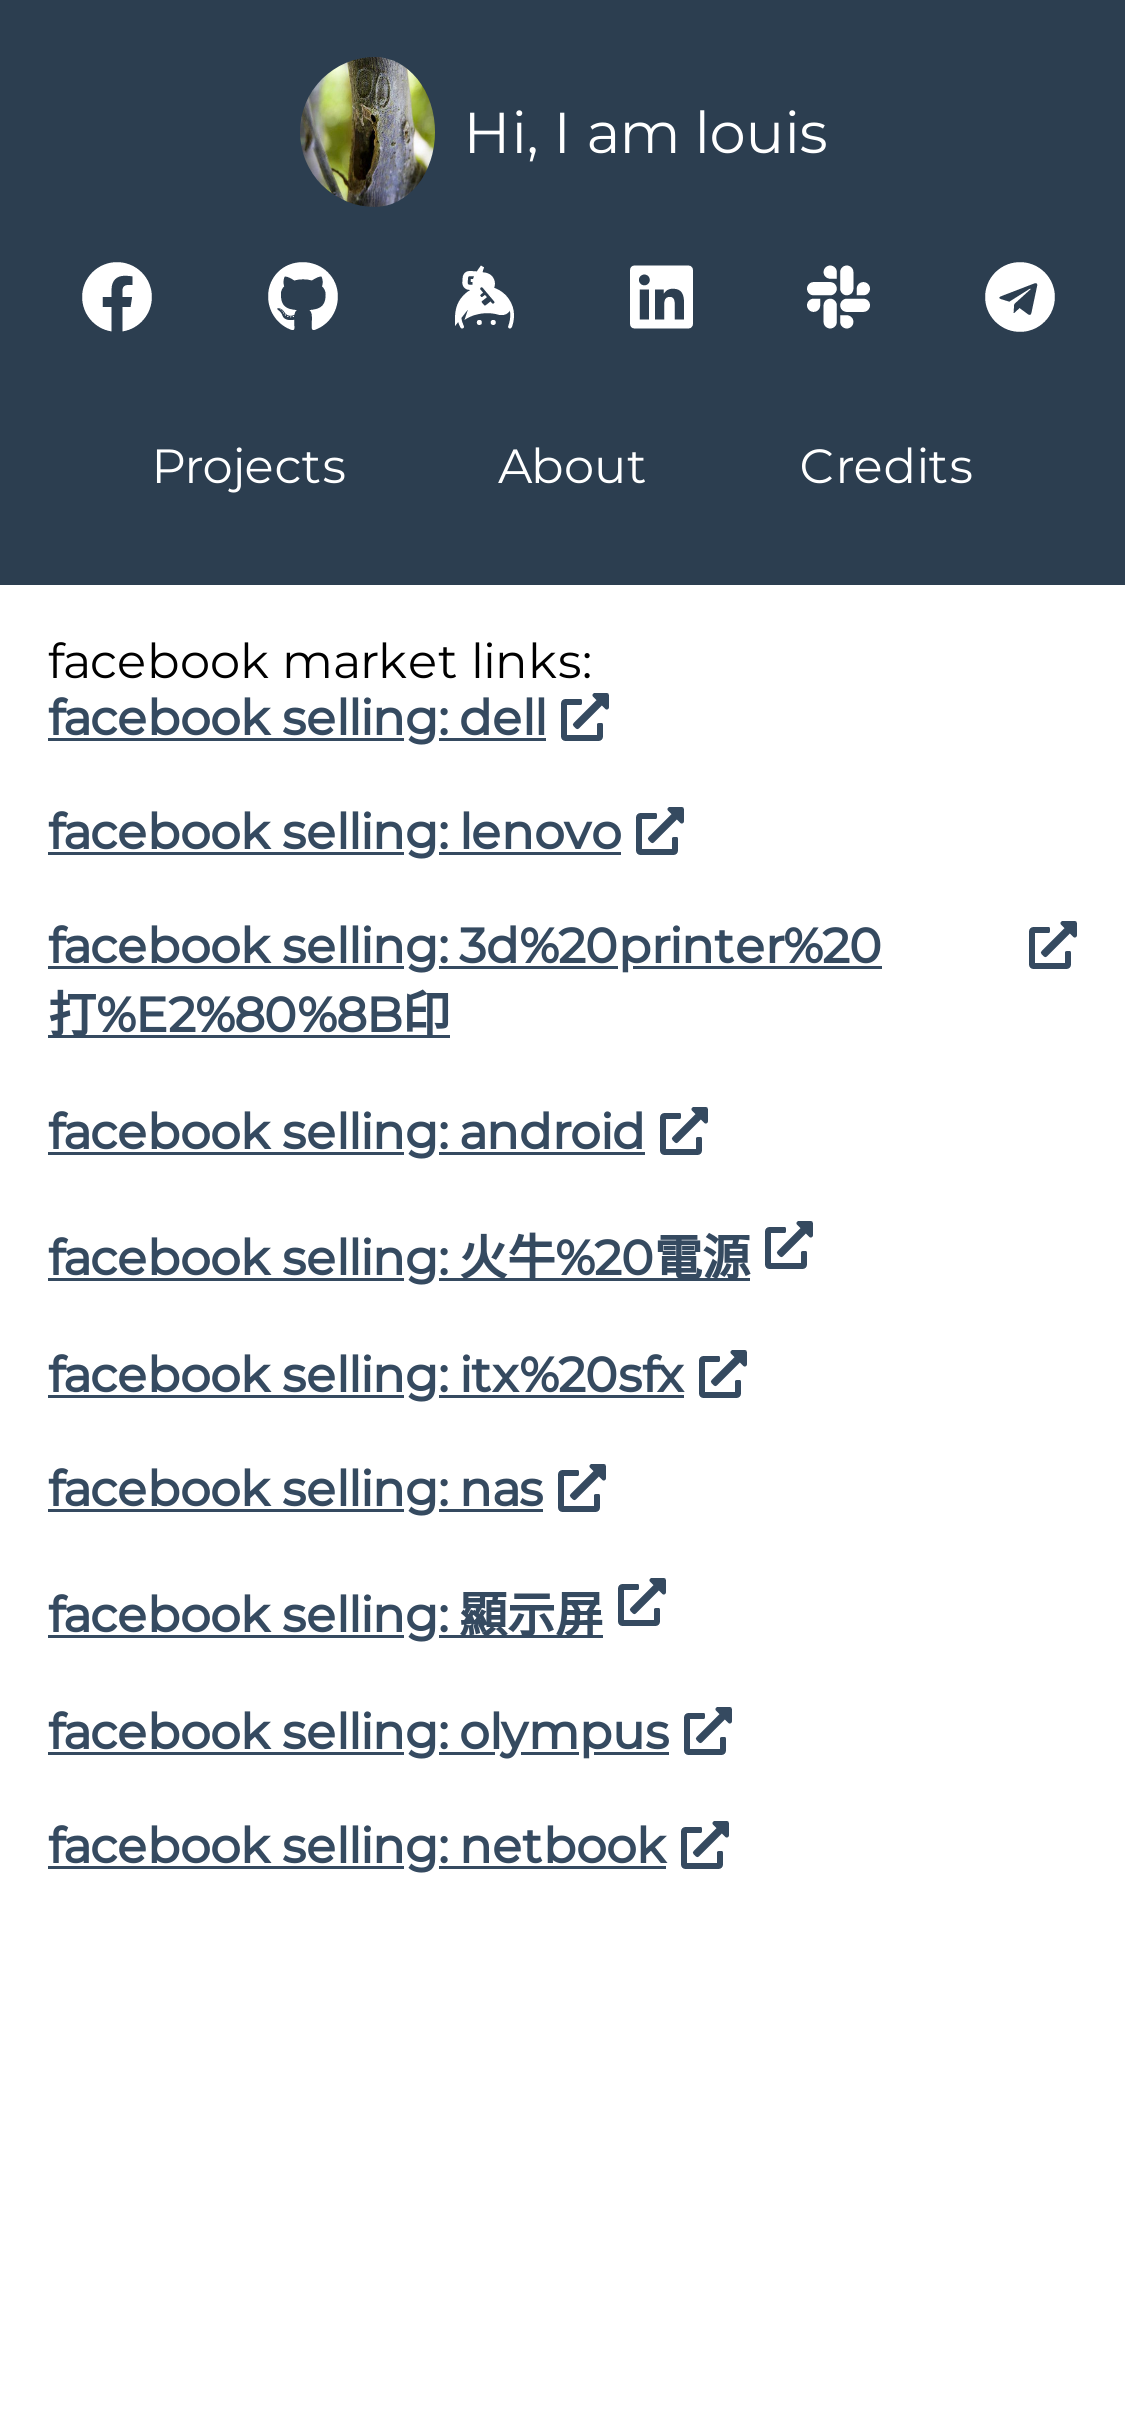 Hi, I am louis
Projects About Credits
facebook market links:
facebook selling: dell
facebook selling: lenovo
facebook selling: 3d%20printer%20
打%E2%80%8B印
facebook selling: android
facebook selling: 火牛%20電源
facebook selling: itx%20sfx
facebook selling: nas
facebook selling: 顯示屏
facebook selling: olympus
facebook selling: netbook